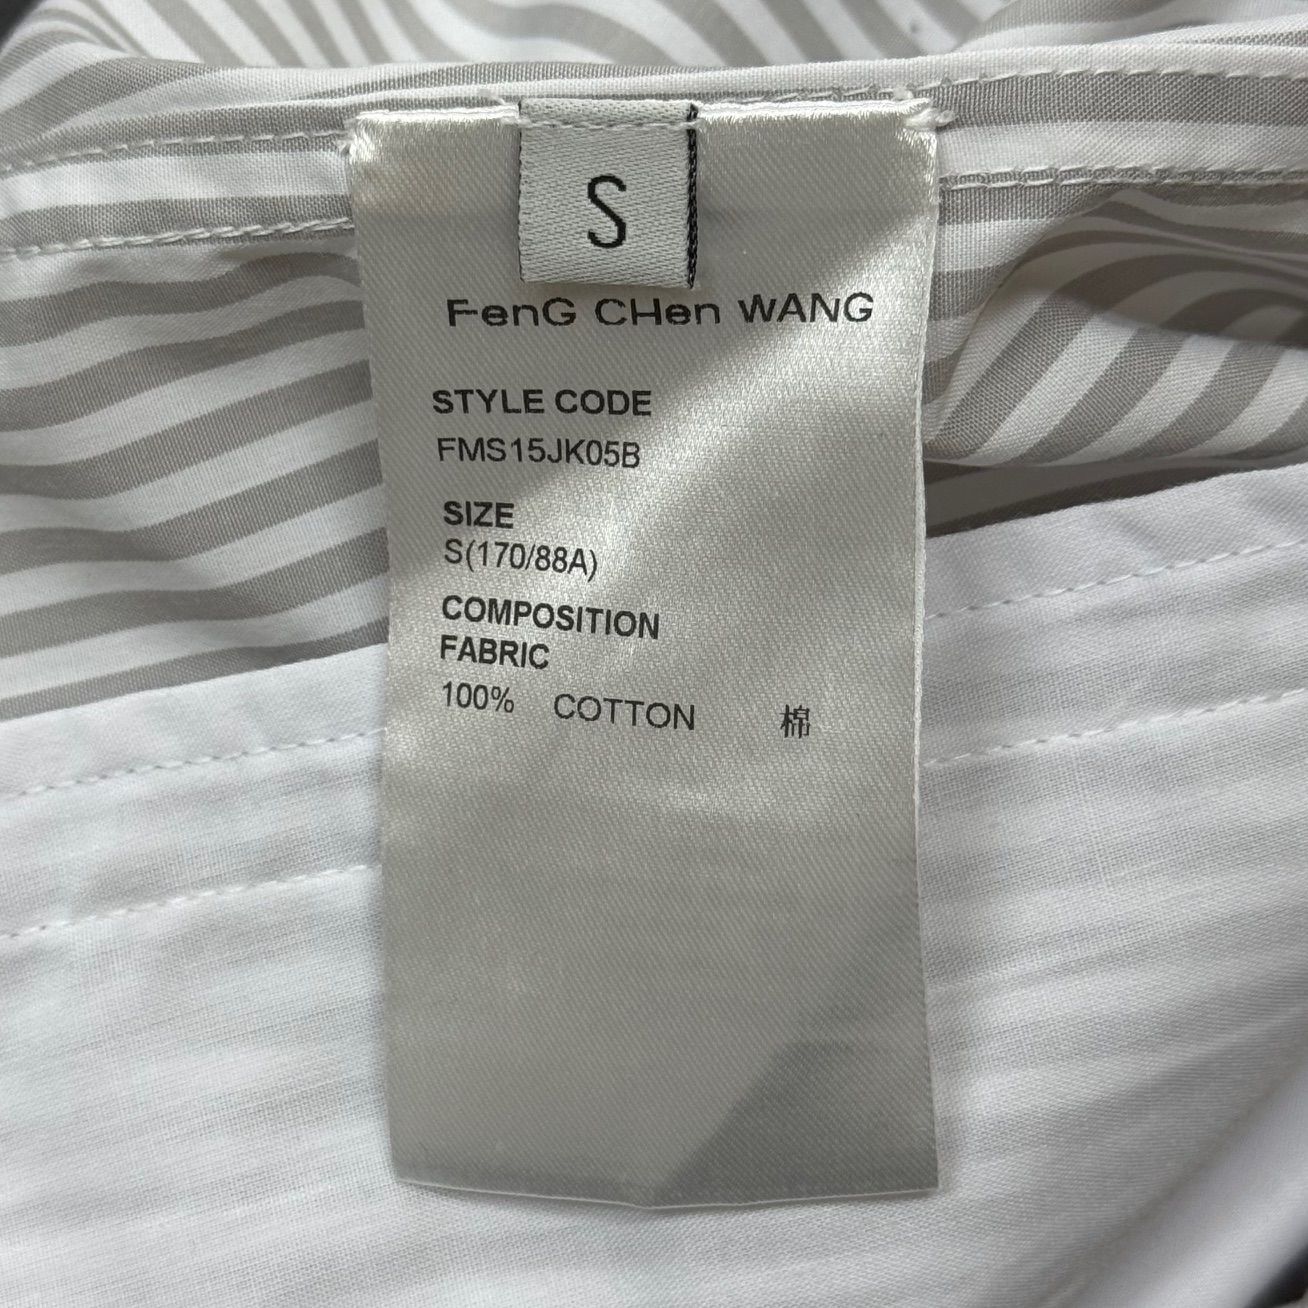 S
FenG CHen WANG
STYLE CODE
FMS15JK05B
SIZE
S(170/88A)
COMPOSITION
FABRIC
100% COTTON 棉